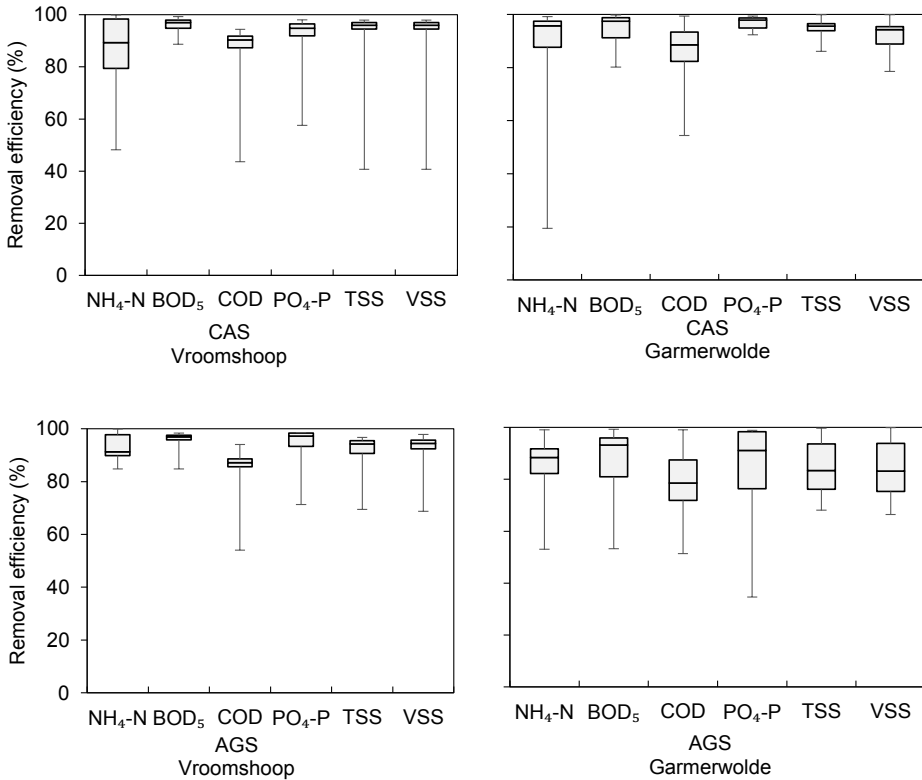 Removal efficiency (%)
100
80
60
40
20
0
NH₄-N BOD₅ COD PO₄-P TSS VSS
CAS
Vroomshoop
NH₄-N BOD₅ COD PO₄-P TSS VSS
CAS
Garmerwolde
Removal efficiency (%)
100
80
60
40
20
0
NH₄-N BOD₅ COD PO₄-P TSS VSS
AGS
Vroomshoop
NH₄-N BOD₅ COD PO₄-P TSS VSS
AGS
Garmerwolde